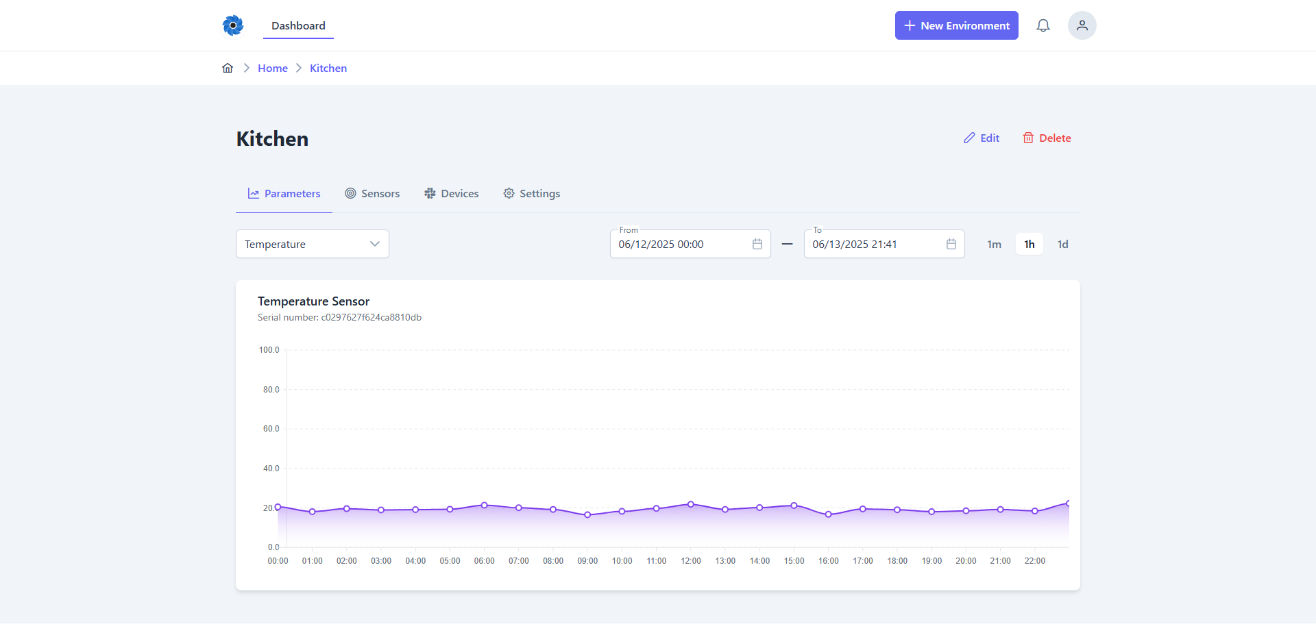 Dashboard
New Environment
Home
Kitchen
Kitchen
Edit
Delete
Parameters
Sensors
Devices
Settings
Temperature
From
06/12/2025 00:00
To
06/13/2025 21:41
1m
1h
1d
Temperature Sensor
Serial number: c0297627f624ca8810db
100.0
80.0
60.0
40.0
20.0
0.0
00:00 01:00 02:00 03:00 04:00 05:00 06:00 07:00 08:00 09:00 10:00 11:00 12:00 13:00 14:00 15:00 16:00 17:00 18:00 19:00 20:00 21:00 22:00